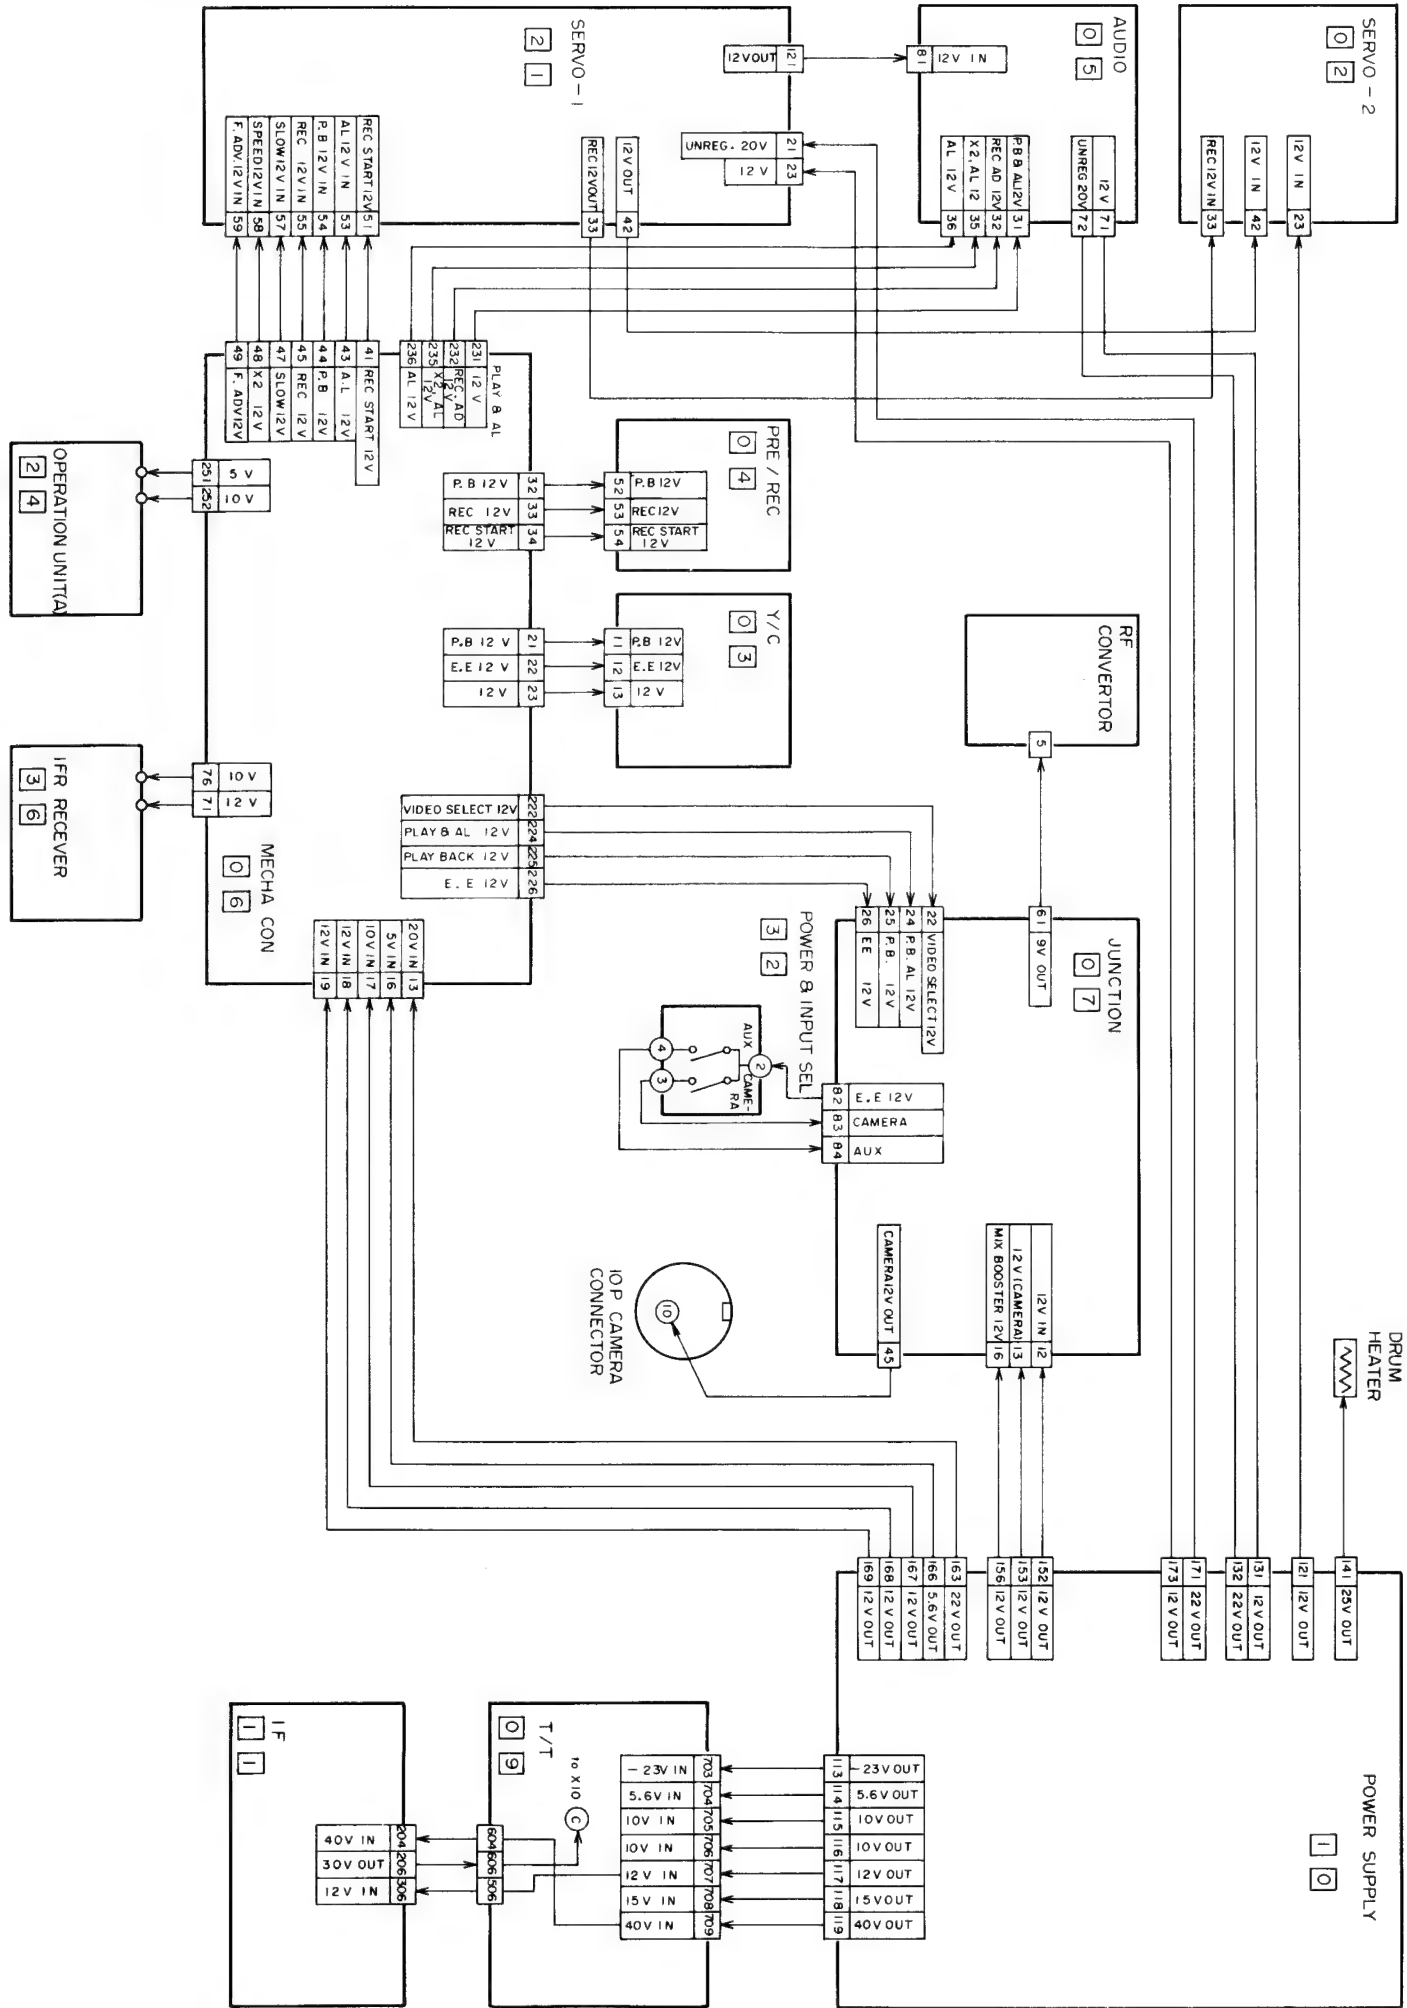 SERVO-1
2 1
12V OUT 121
UNREG. 20V 21
12V 23
REC 12V OUT 33
12V OUT 42
REC START 12V 51
AL 12V IN 53
P.B 12V IN 54
REC 12V IN 55
SLOW 12V IN 57
SPEED 12V IN 58
F. ADV. 12V IN 59
AUDIO
0 5
81 12V IN
P.B & AL 12V 31
REC AD 12V 32
X2, AL 12 35
AL 12V 36
12V 71
UNREG 20V 72
SERVO-2
0 2
REC 12V IN 33
12V IN 42
12V IN 23
41 REC START 12V
43 A.L 12V
44 P.B 12V
45 REC 12V
47 SLOW 12V
48 X2 12V
49 F. ADV 12V
PLAY & AL
231 12V
232 REC. AD
12V
235 X2, AL
12V
236 AL 12V
P.B 12V 32
REC 12V 33
REC START
12V 34
PRE / REC
0 4
52 P.B 12V
53 REC 12V
54 REC START
12V
Y/C
0 3
P.B 12V 21
E.E 12V 22
12V 23
11 P.B 12V
12 E.E 12V
13 12V
OPERATION UNIT(A)
2 4
251 5V
252 10V
IFR RECEVER
3 6
76 10V
71 12V
MECHA CON
0 6
VIDEO SELECT 12V 222
PLAY & AL 12V 224
PLAY BACK 12V 225
E. E 12V 226
20V IN 13
5V IN 16
10V IN 17
12V IN 18
12V IN 19
RF
CONVERTOR
5
JUNCTION
0 7
61 9V OUT
22 VIDEO SELECT 12V
24 P.B. AL 12V
25 P.B. 12V
26 EE 12V
POWER & INPUT SEL
3 2
AUX
CAME-
RA
4
3
2
82 E.E 12V
83 CAMERA
84 AUX
CAMERA 12V OUT 45
12V IN 12
12V (CAMERA) 13
MIX BOOSTER 12V 16
10P CAMERA
CONNECTOR
10
DRUM
HEATER
POWER SUPPLY
1 0
141 25V OUT
121 12V OUT
131 12V OUT
132 22V OUT
171 22V OUT
173 12V OUT
152 12V OUT
153 12V OUT
156 12V OUT
163 22V OUT
166 5.6V OUT
167 12V OUT
168 12V OUT
169 12V OUT
113 -23V OUT
114 5.6V OUT
115 10V OUT
116 10V OUT
117 12V OUT
118 15V OUT
119 40V OUT
T/T
0 9
to X10 C
-23V IN 703
5.6V IN 704
10V IN 705
10V IN 706
12V IN 707
15V IN 708
40V IN 709
604
606
506
IF
1 1
40V IN 204
30V OUT 206
12V IN 306